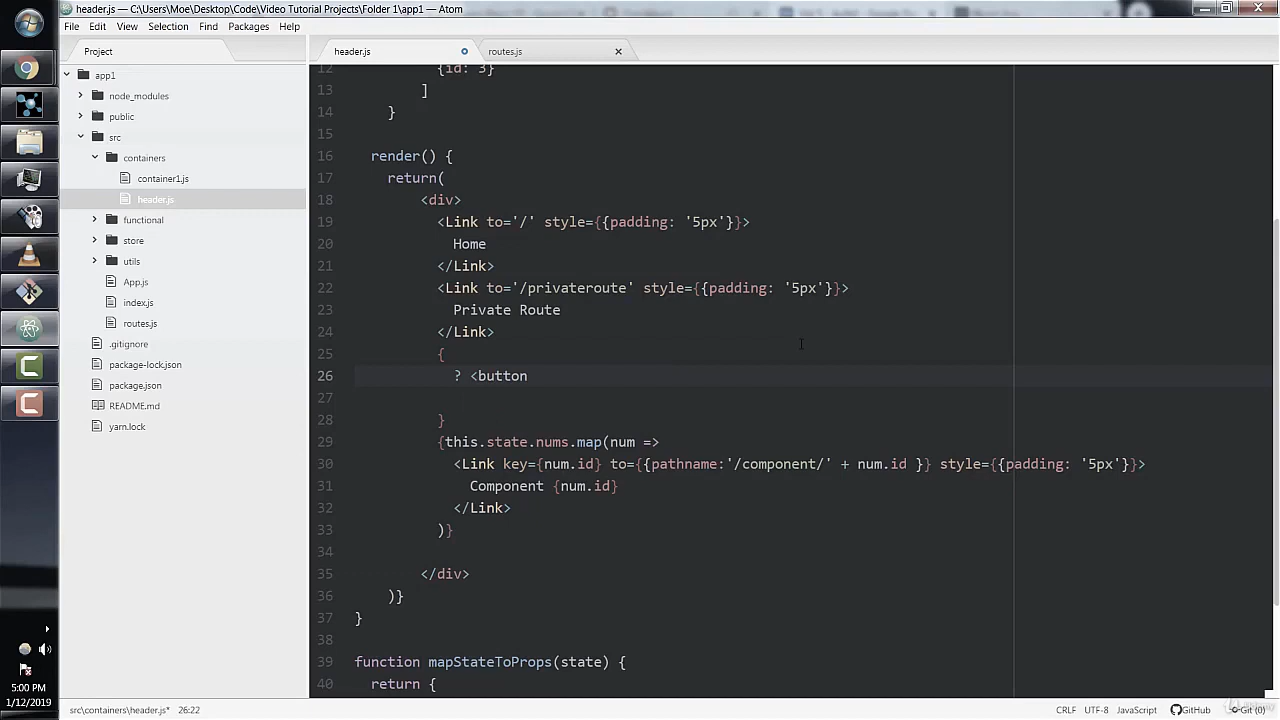 header.js - C:\Users\Moe\Desktop\Code\Video Tutorial Projects\Folder 1\app1 - Atom
File Edit View Selection Find Packages Help
Project
header.js
routes.js
app1
node_modules
public
src
containers
container1.js
header.js
functional
store
utils
App.js
index.js
routes.js
.gitignore
package-lock.json
package.json
README.md
yarn.lock
12 {id: 3}
13 ]
14 }
15
16 render() {
17 return(
18 <div>
19 <Link to='/' style={{padding: '5px'}}>
20 Home
21 </Link>
22 <Link to='/privateroute' style={{padding: '5px'}}>
23 Private Route
24 </Link>
25 {
26 ? <button
27
28 }
29 {this.state.nums.map(num =>
30 <Link key={num.id} to={{pathname:'/component/' + num.id }} style={{padding: '5px'}}>
31 Component {num.id}
32 </Link>
33 )}
34
35 </div>
36 )}
37 }
38
39 function mapStateToProps(state) {
40 return {
5:00 PM
1/12/2019
src\containers\header.js* 26:22
CRLF UTF-8 JavaScript GitHub Git (0)